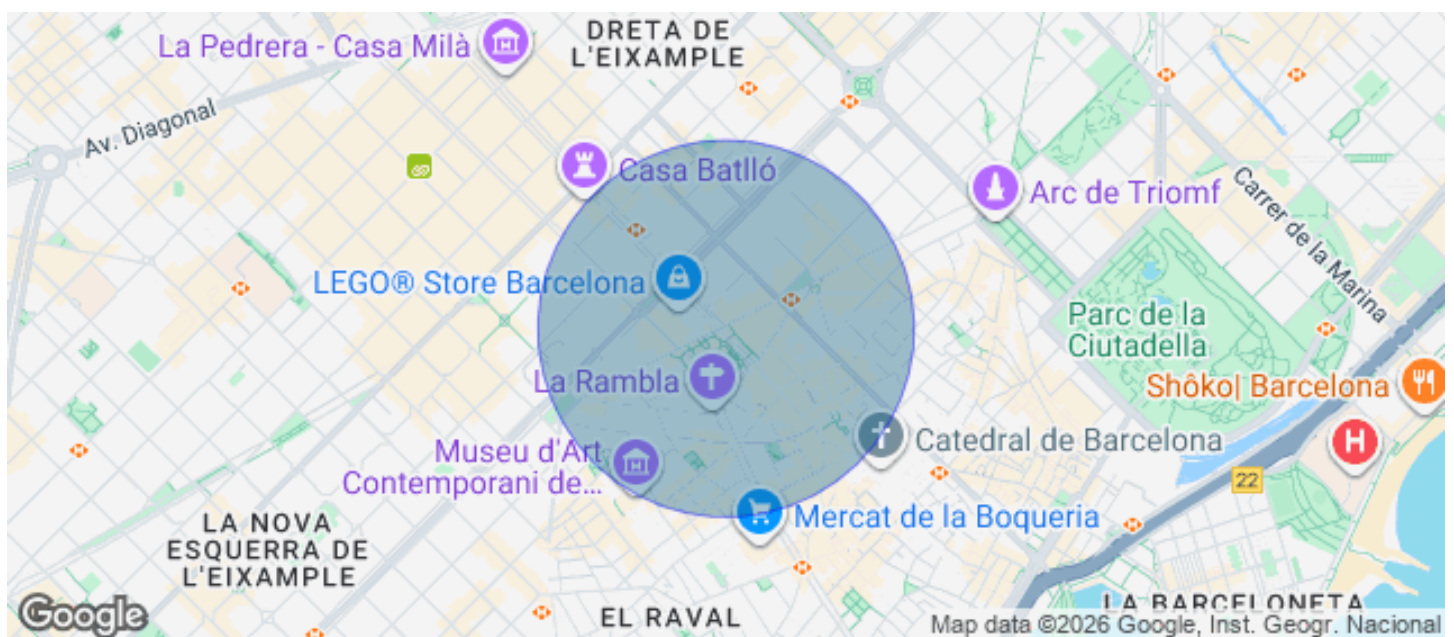 DRETA DE
L'EIXAMPLE
La Pedrera - Casa Milà
Av. Diagonal
Casa Batlló
Arc de Triomf
Carrer de la Marina
LEGO® Store Barcelona
Parc de la
Ciutadella
La Rambla
Shôko| Barcelona
Museu d'Art
Contemporani de...
Catedral de Barcelona
H
22
Mercat de la Boqueria
LA NOVA
ESQUERRA DE
L'EIXAMPLE
EL RAVAL
LA BARCELONETA
Google
Map data ©2026 Google, Inst. Geogr. Nacional